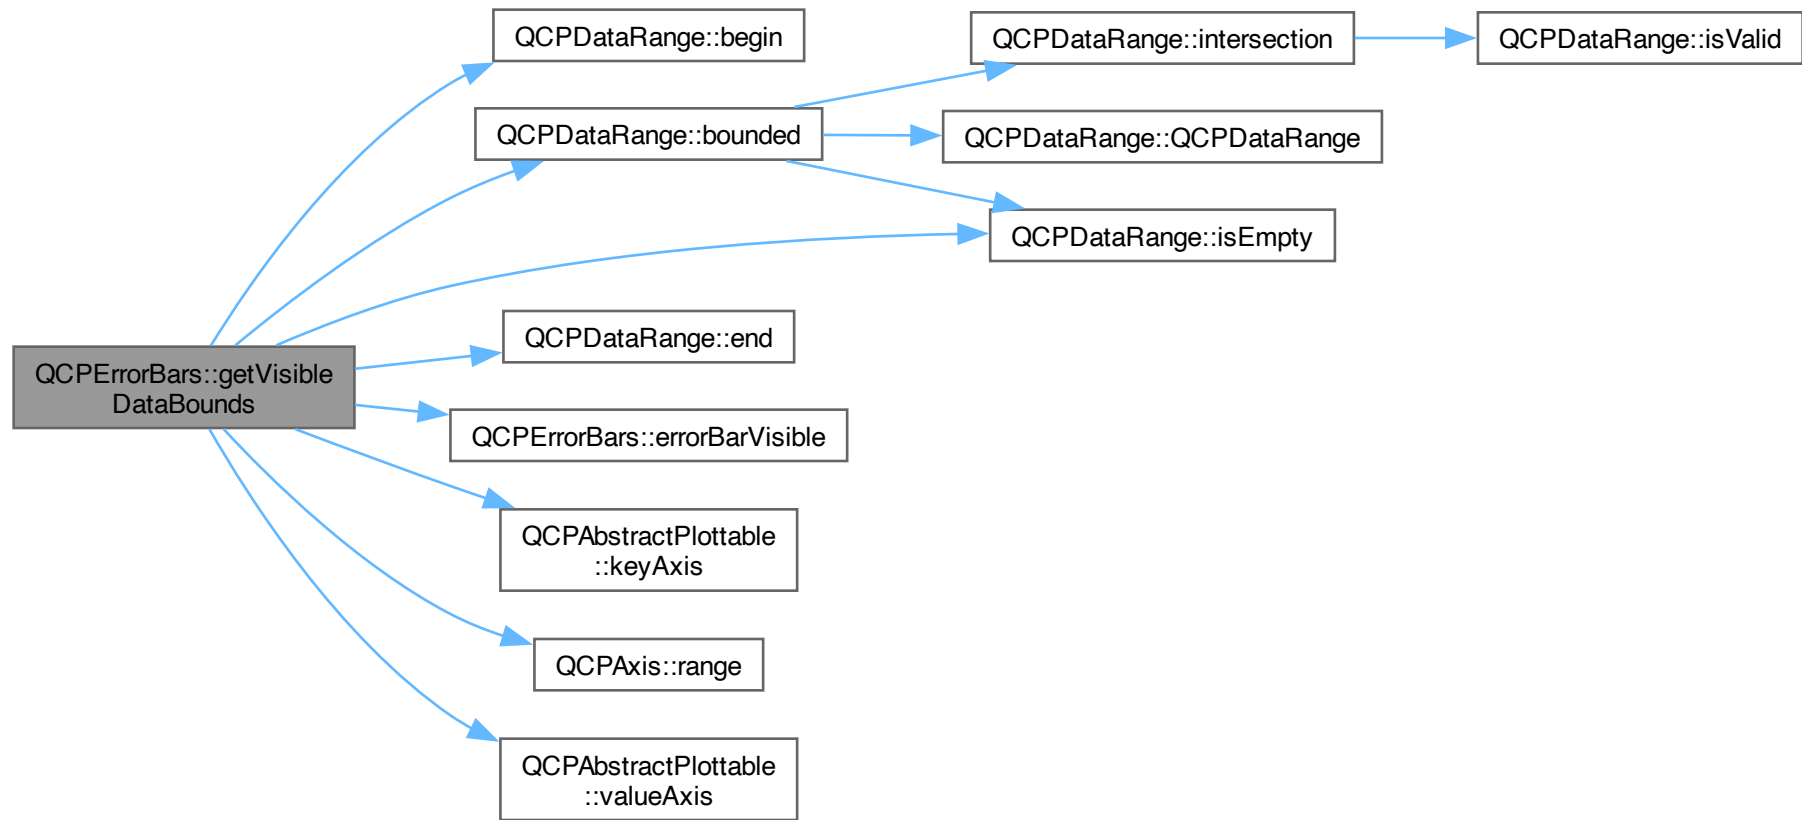 QCPErrorBars::getVisible
DataBounds
QCPDataRange::begin
QCPDataRange::bounded
QCPDataRange::intersection
QCPDataRange::isValid
QCPDataRange::QCPDataRange
QCPDataRange::isEmpty
QCPDataRange::end
QCPErrorBars::errorBarVisible
QCPAbstractPlottable
::keyAxis
QCPAxis::range
QCPAbstractPlottable
::valueAxis